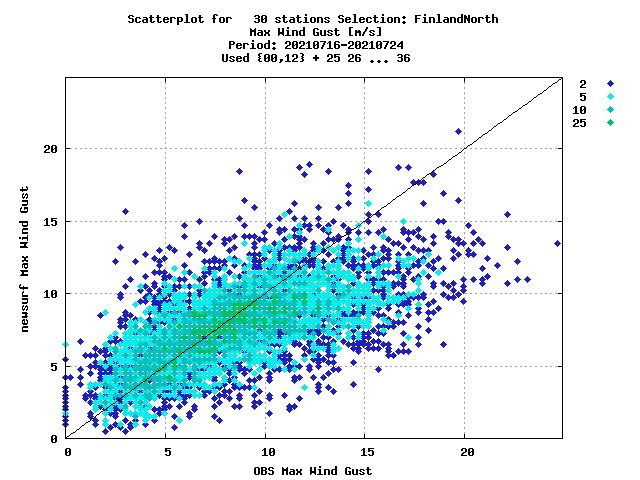 Scatterplot for 30 stations Selection: FinlandNorth
Max Wind Gust [m/s]
Period: 20210716-20210724
Used {00,12} + 25 26 ... 36
2
5
10
25
newsurf Max Wind Gust
20
15
10
5
0
0 5 10 15 20
OBS Max Wind Gust